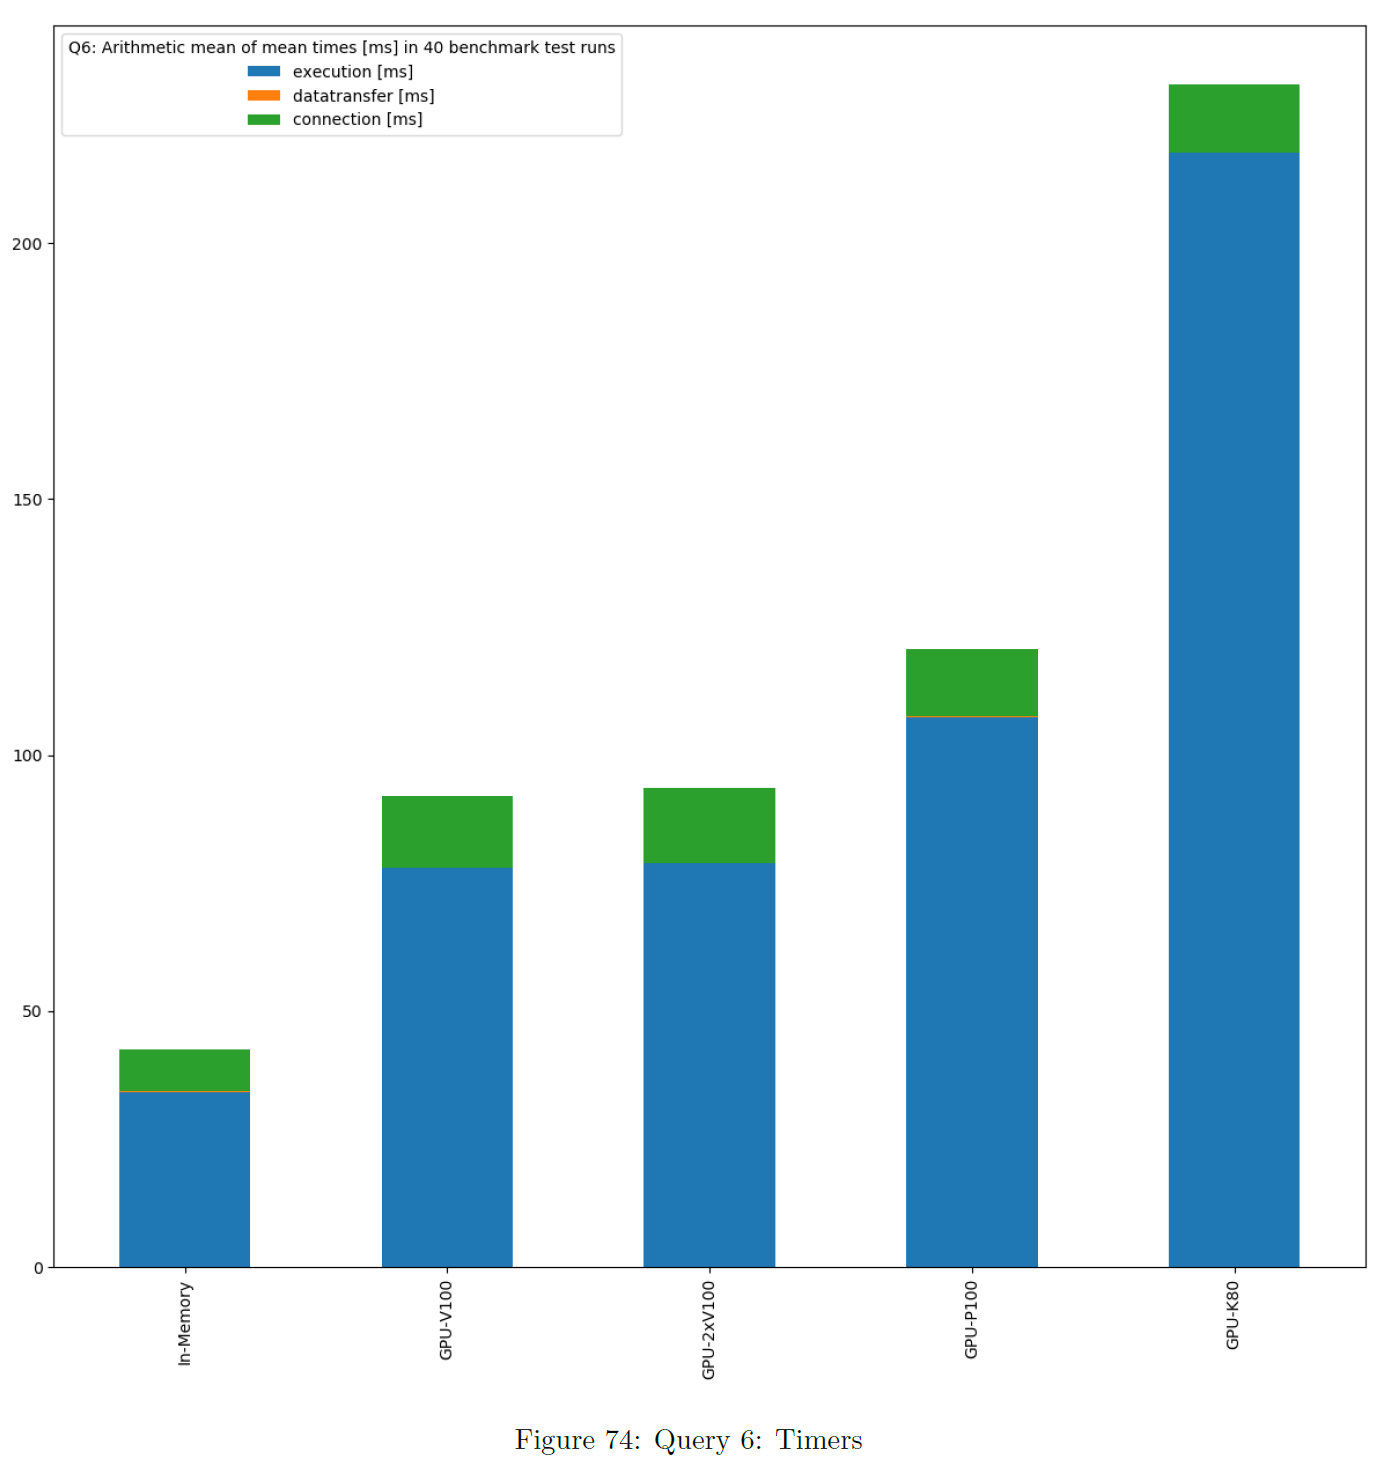 Q6: Arithmetic mean of mean times [ms] in 40 benchmark test runs
execution [ms]
datatransfer [ms]
connection [ms]
200
150
100
50
0
In-Memory
GPU-V100
GPU-2xV100
GPU-P100
GPU-K80
Figure 74: Query 6: Timers